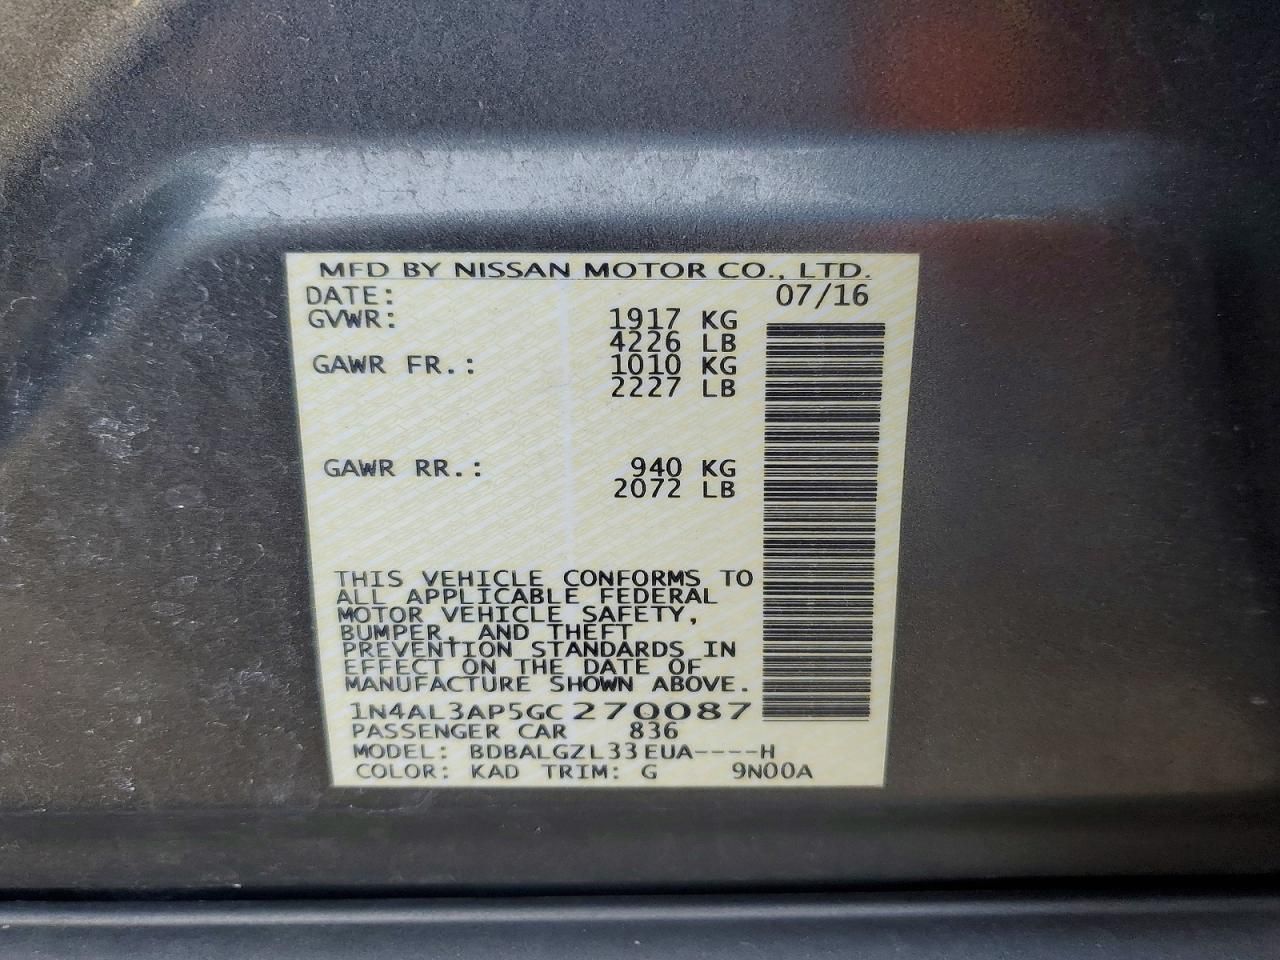 MFD BY NISSAN MOTOR CO., LTD.
DATE: 07/16
GVWR: 1917 KG
4226 LB
GAWR FR.: 1010 KG
2227 LB
GAWR RR.: 940 KG
2072 LB
THIS VEHICLE CONFORMS TO
ALL APPLICABLE FEDERAL
MOTOR VEHICLE SAFETY,
BUMPER, AND THEFT
PREVENTION STANDARDS IN
EFFECT ON THE DATE OF
MANUFACTURE SHOWN ABOVE.
1N4AL3AP5GC270087
PASSENGER CAR 836
MODEL: BDBALGZL33EUA----H
COLOR: KAD TRIM: G 9N00A